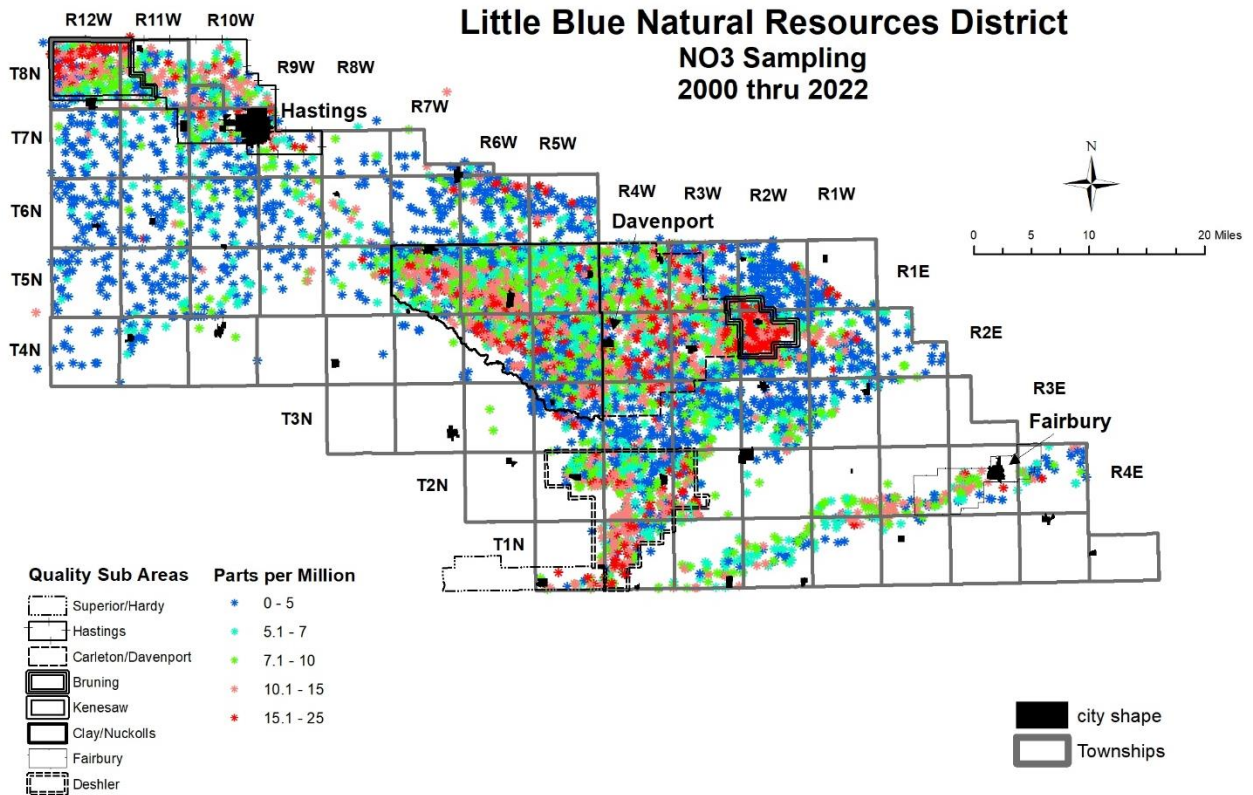 Little Blue Natural Resources District
NO3 Sampling
2000 thru 2022
R12W
R11W
R10W
R9W
R8W
R7W
R6W
R5W
R4W
R3W
R2W
R1W
R1E
R2E
R3E
R4E
T8N
T7N
T6N
T5N
T4N
T3N
T2N
T1N
Hastings
Davenport
Fairbury
N
0 5 10 20 Miles
Quality Sub Areas
Superior/Hardy
Hastings
Carleton/Davenport
Bruning
Kenesaw
Clay/Nuckolls
Fairbury
Deshler
Parts per Million
0 - 5
5.1 - 7
7.1 - 10
10.1 - 15
15.1 - 25
city shape
Townships